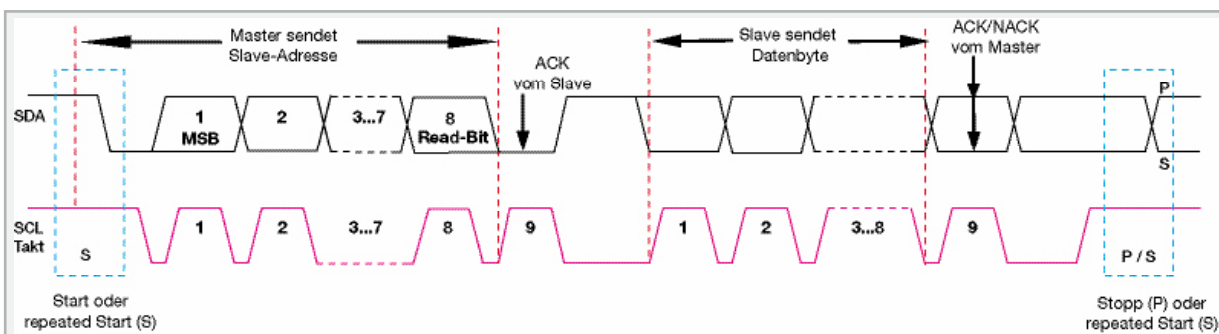 Master sendet
Slave-Adresse
ACK
vom Slave
Slave sendet
Datenbyte
ACK/NACK
vom Master
SDA
1
MSB
2
3...7
8
Read-Bit
P
S
SCL
Takt
S
1
2
3...7
8
9
1
2
3...8
9
P / S
Start oder
repeated Start (S)
Stopp (P) oder
repeated Start (S)